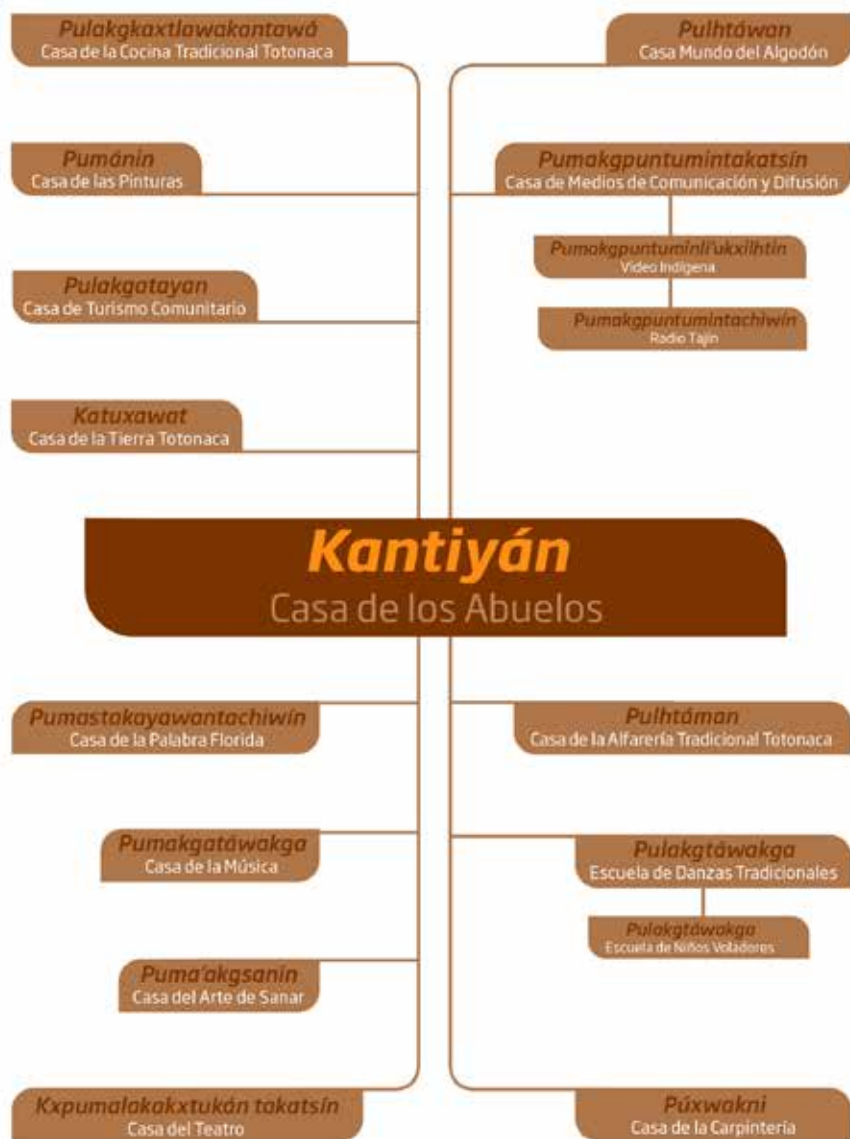 Pulakgkaxtlawakantawá
Casa de la Cocina Tradicional Totonaca
Pulhtáwan
Casa Mundo del Algodón
Pumánin
Casa de las Pinturas
Pumakgpuntumintakatsín
Casa de Medios de Comunicación y Difusión
Pumakgpuntuminli'ukxilhtin
Video Indígena
Pulakgatayan
Casa de Turismo Comunitario
Pumakgpuntumintachiwín
Radio Tajín
Katuxawat
Casa de la Tierra Totonaca
Kantiyán
Casa de los Abuelos
Pumastakayawantachiwín
Casa de la Palabra Florida
Pulhtáman
Casa de la Alfarería Tradicional Totonaca
Pumakgatáwakga
Casa de la Música
Pulakgtáwakga
Escuela de Danzas Tradicionales
Pulakgtáwakga
Escuela de Niños Voladores
Puma'akgsanín
Casa del Arte de Sanar
Kxpumalakakxtukán takatsín
Casa del Teatro
Púxwakni
Casa de la Carpintería